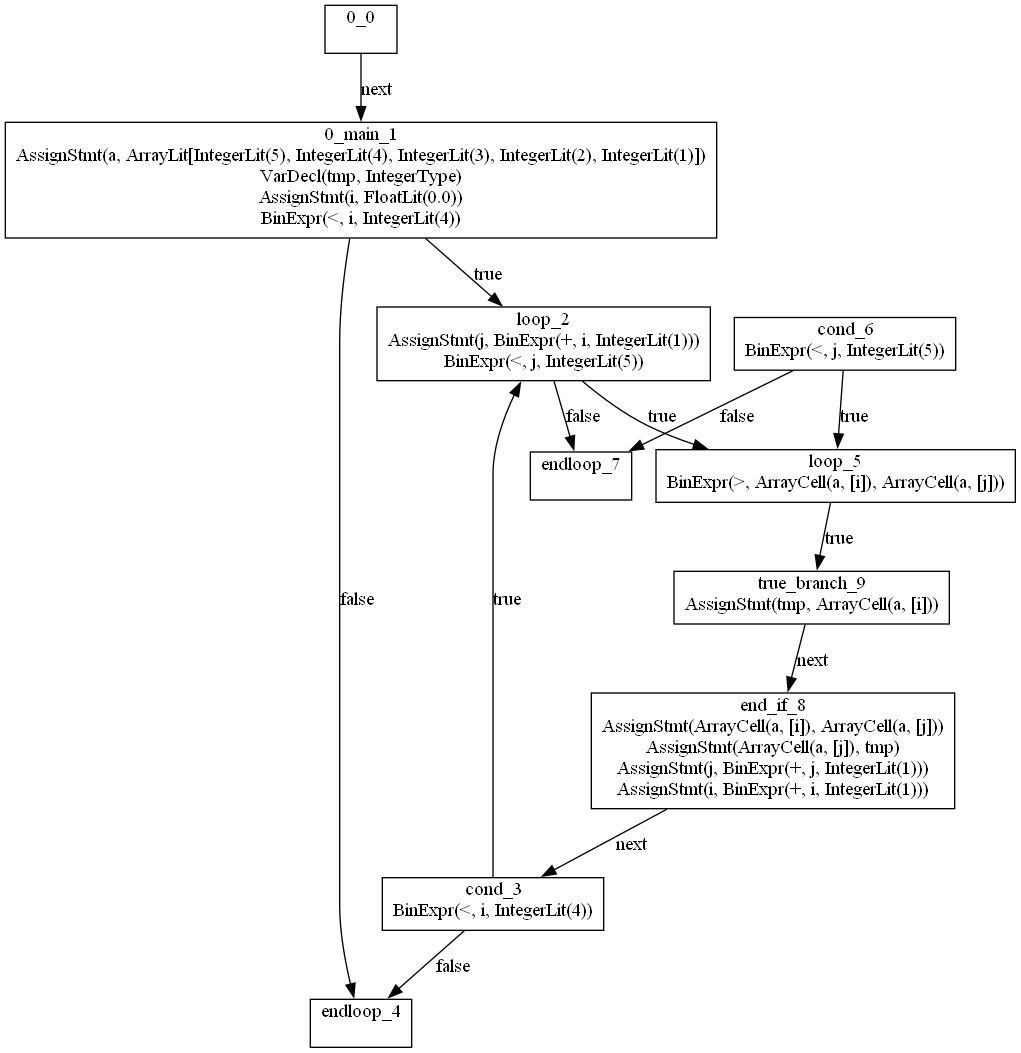 0_0
next
0_main_1
AssignStmt(a, ArrayLit[IntegerLit(5), IntegerLit(4), IntegerLit(3), IntegerLit(2), IntegerLit(1)])
VarDecl(tmp, IntegerType)
AssignStmt(i, FloatLit(0.0))
BinExpr(<, i, IntegerLit(4))
true
loop_2
AssignStmt(j, BinExpr(+, i, IntegerLit(1)))
BinExpr(<, j, IntegerLit(5))
cond_6
BinExpr(<, j, IntegerLit(5))
false
true
false
true
endloop_7
loop_5
BinExpr(>, ArrayCell(a, [i]), ArrayCell(a, [j]))
true
true_branch_9
AssignStmt(tmp, ArrayCell(a, [i]))
false
true
next
end_if_8
AssignStmt(ArrayCell(a, [i]), ArrayCell(a, [j]))
AssignStmt(ArrayCell(a, [j]), tmp)
AssignStmt(j, BinExpr(+, j, IntegerLit(1)))
AssignStmt(i, BinExpr(+, i, IntegerLit(1)))
next
cond_3
BinExpr(<, i, IntegerLit(4))
false
endloop_4